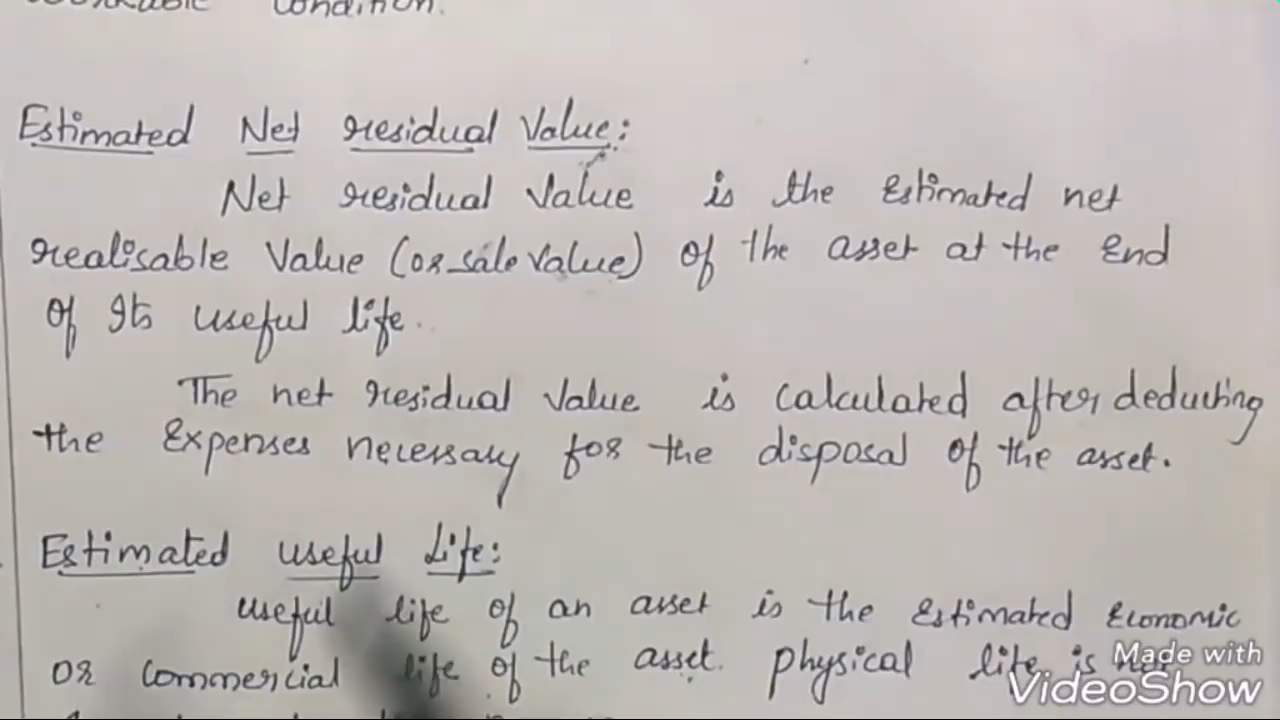 condition.
Estimated Net residual Value:
Net residual Value is the Estimated net
realisable Value (or sale value) of the asset at the End
of Its useful life.
The net residual Value is calculated after deducting
the Expenses necessary for the disposal of the asset.
Estimated useful Life:
useful life of an asset is the Estimated Economic
or commercial life of the asset. physical life is not
Made with
VideoShow